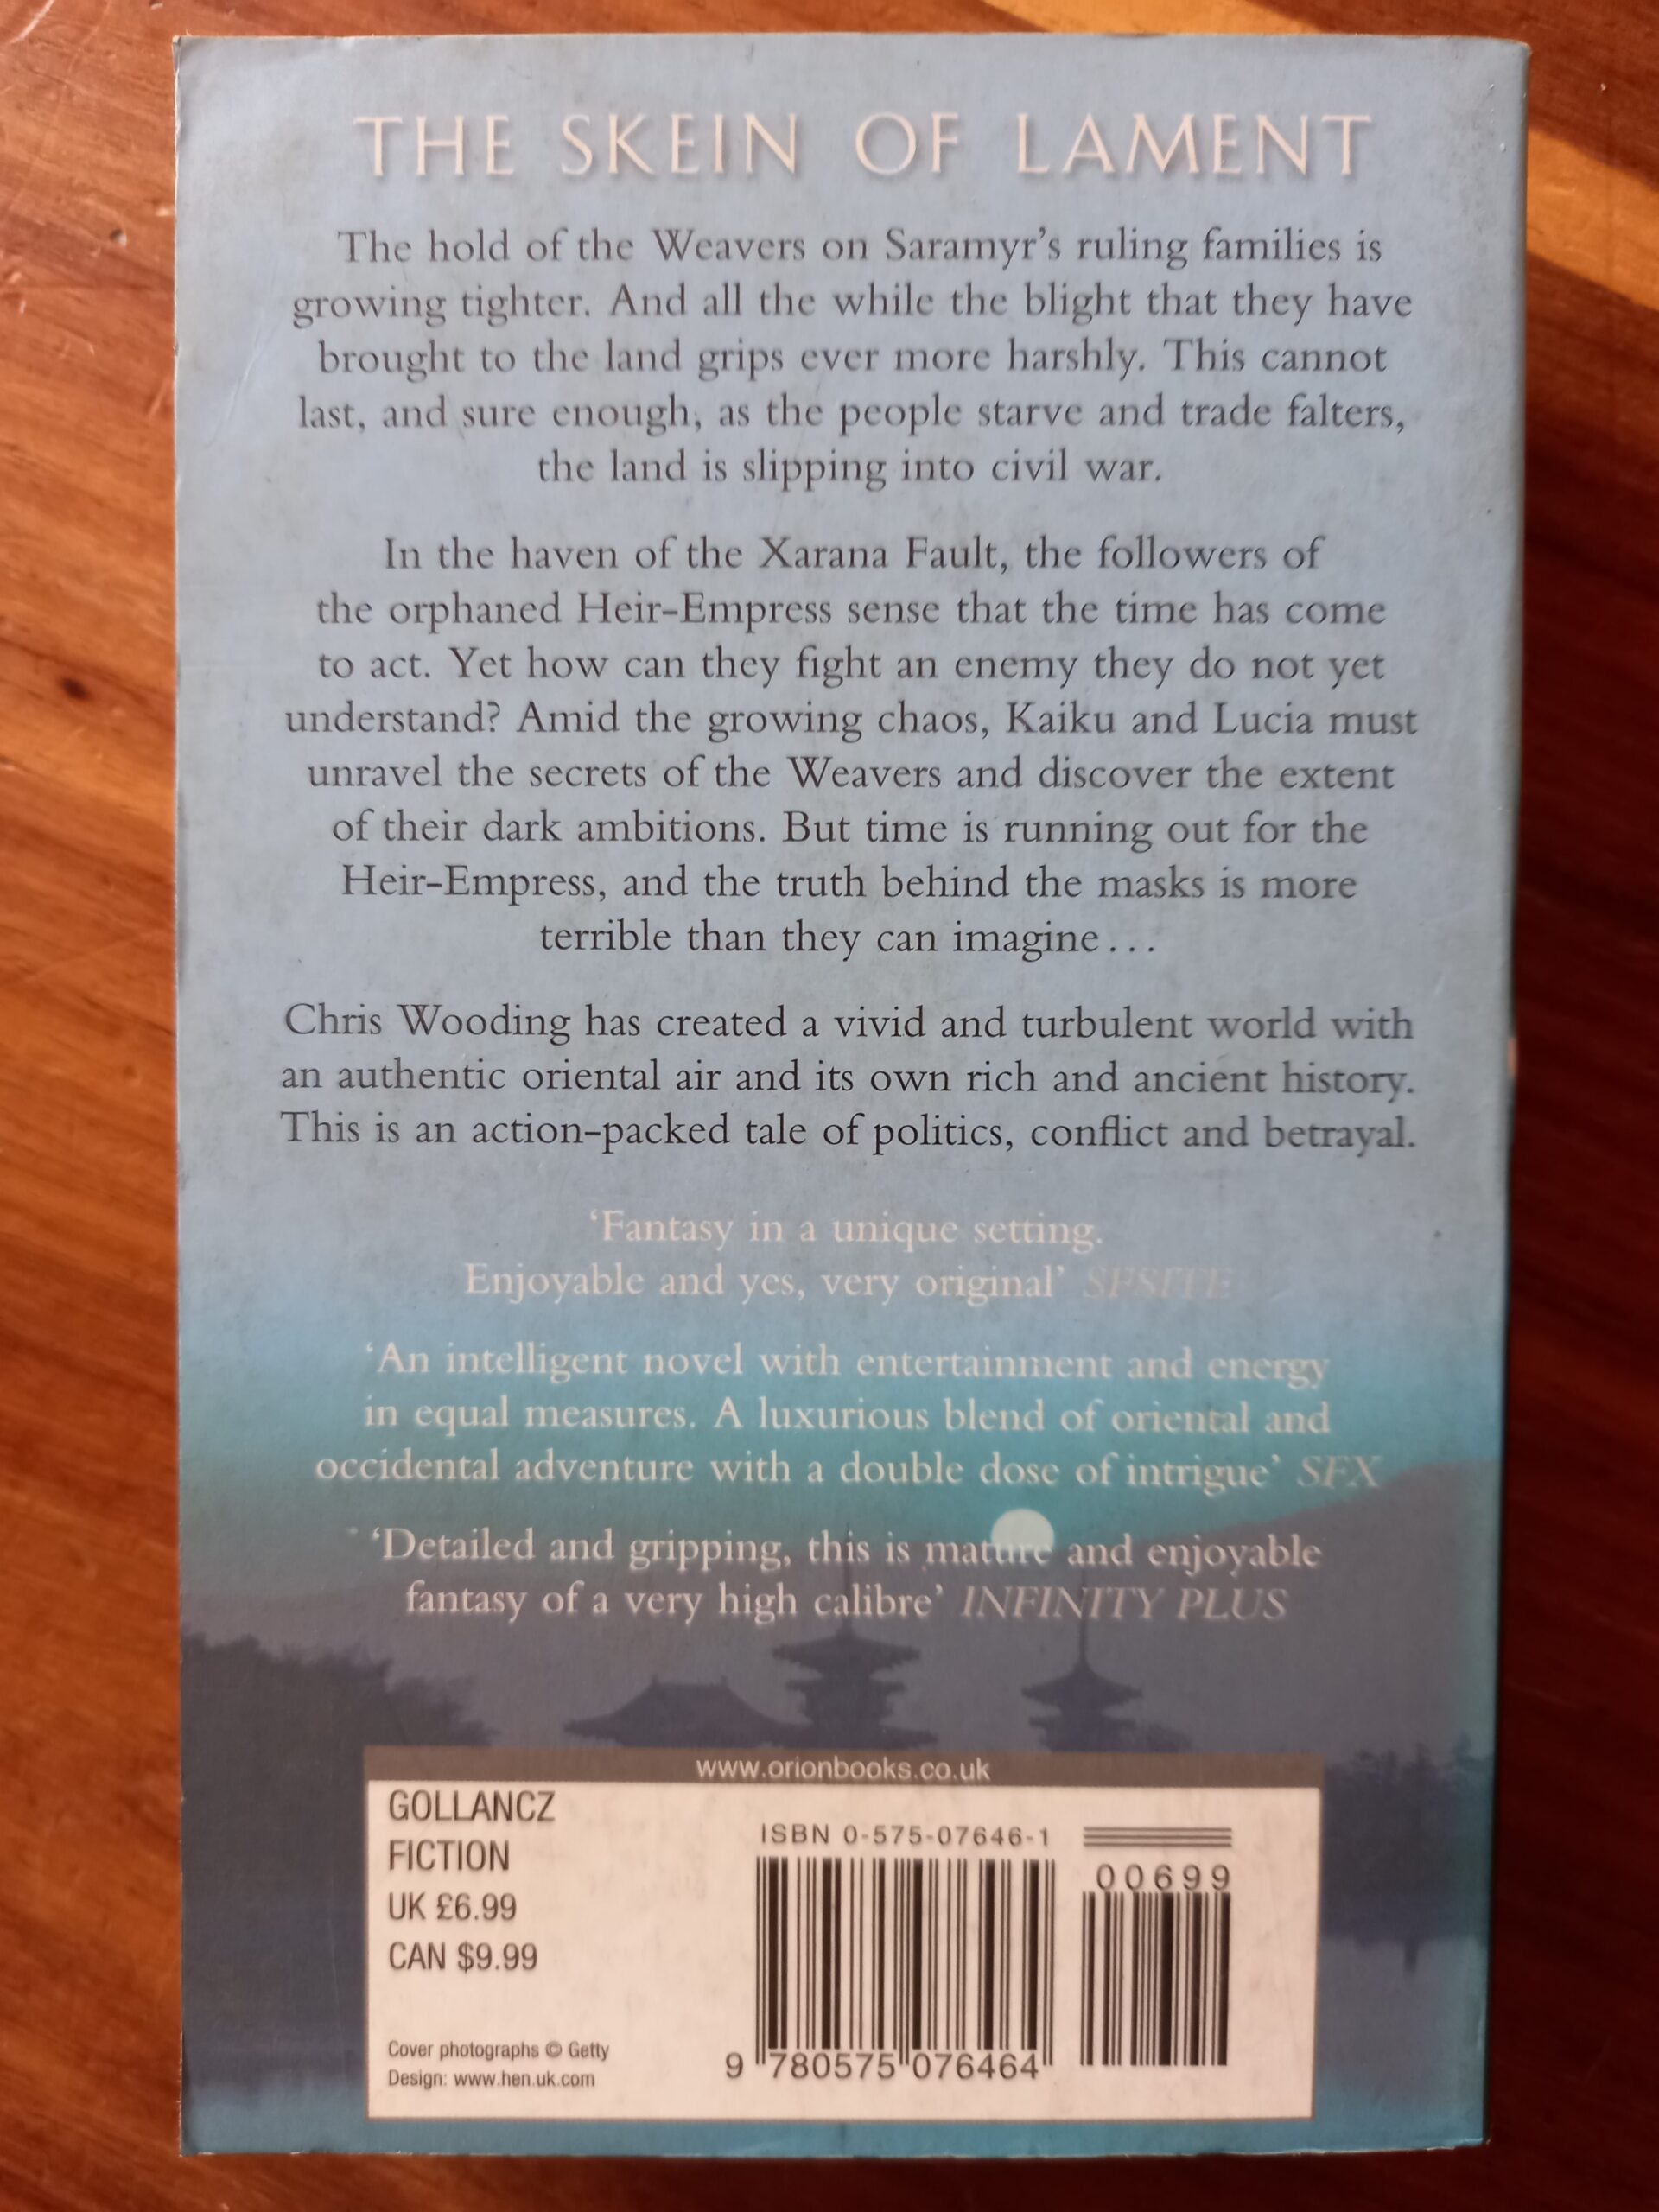 THE SKEIN OF LAMENT
The hold of the Weavers on Saramyr's ruling families is
growing tighter. And all the while the blight that they have
brought to the land grips ever more harshly. This cannot
last, and sure enough, as the people starve and trade falters,
the land is slipping into civil war.
In the haven of the Xarana Fault, the followers of
the orphaned Heir-Empress sense that the time has come
to act. Yet how can they fight an enemy they do not yet
understand? Amid the growing chaos, Kaiku and Lucia must
unravel the secrets of the Weavers and discover the extent
of their dark ambitions. But time is running out for the
Heir-Empress, and the truth behind the masks is more
terrible than they can imagine...
Chris Wooding has created a vivid and turbulent world with
an authentic oriental air and its own rich and ancient history.
This is an action-packed tale of politics, conflict and betrayal.
‘Fantasy in a unique setting.
Enjoyable and yes, very original’ SFSITE
‘An intelligent novel with entertainment and energy
in equal measures. A luxurious blend of oriental and
occidental adventure with a double dose of intrigue’ SFX
‘Detailed and gripping, this is mature and enjoyable
fantasy of a very high calibre’ INFINITY PLUS
www.orionbooks.co.uk
GOLLANCZ
FICTION
UK £6.99
CAN $9.99
Cover photographs © Getty
Design: www.hen.uk.com
ISBN 0-575-07646-1
00699
9 780575 076464